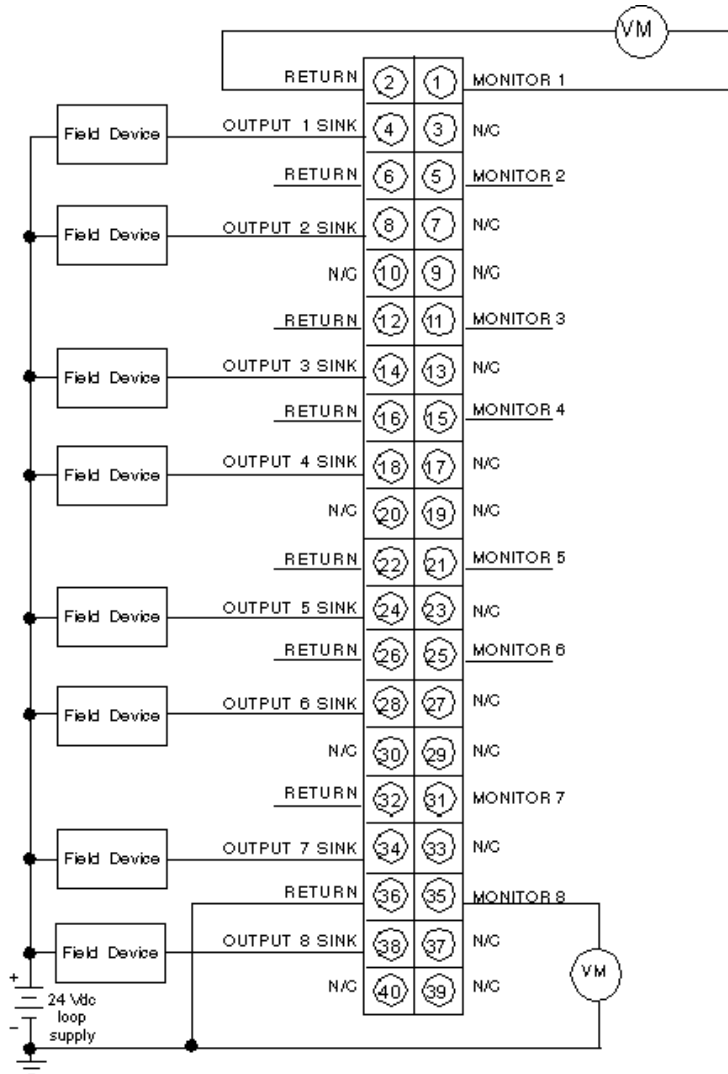 VM
RETURN 2 1 MONITOR 1
Field Device OUTPUT 1 SINK 4 3 N/C
RETURN 6 5 MONITOR 2
Field Device OUTPUT 2 SINK 8 7 N/C
N/C 10 9 N/C
RETURN 12 11 MONITOR 3
Field Device OUTPUT 3 SINK 14 13 N/C
RETURN 16 15 MONITOR 4
Field Device OUTPUT 4 SINK 18 17 N/C
N/C 20 19 N/C
RETURN 22 21 MONITOR 5
Field Device OUTPUT 5 SINK 24 23 N/C
RETURN 26 25 MONITOR 6
Field Device OUTPUT 6 SINK 28 27 N/C
N/C 30 29 N/C
RETURN 32 31 MONITOR 7
Field Device OUTPUT 7 SINK 34 33 N/C
RETURN 36 35 MONITOR 8
Field Device OUTPUT 8 SINK 38 37 N/C
VM
+
N/C 40 39 N/C
24 Vdc
loop
supply
−